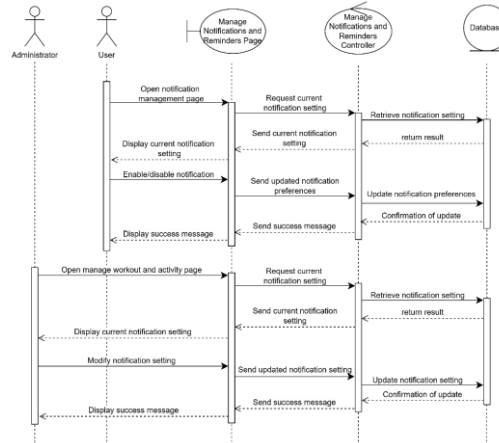 Administrator
User
Manage
Notifications and
Reminders Page
Manage
Notifications and
Reminders
Controller
Database
Open notification
management page
Request current
notification setting
Retrieve notification setting
return result
Send current notification
setting
Display current notification
setting
Enable/disable notification
Send updated notification
preferences
Update notification preferences
Confirmation of update
Send success message
Display success message
Open manage workout and activity page
Request current
notification setting
Retrieve notification setting
return result
Send current notification
setting
Display current notification setting
Modify notification setting
Send updated notification setting
Update notification setting
Confirmation of update
Send success message
Display success message